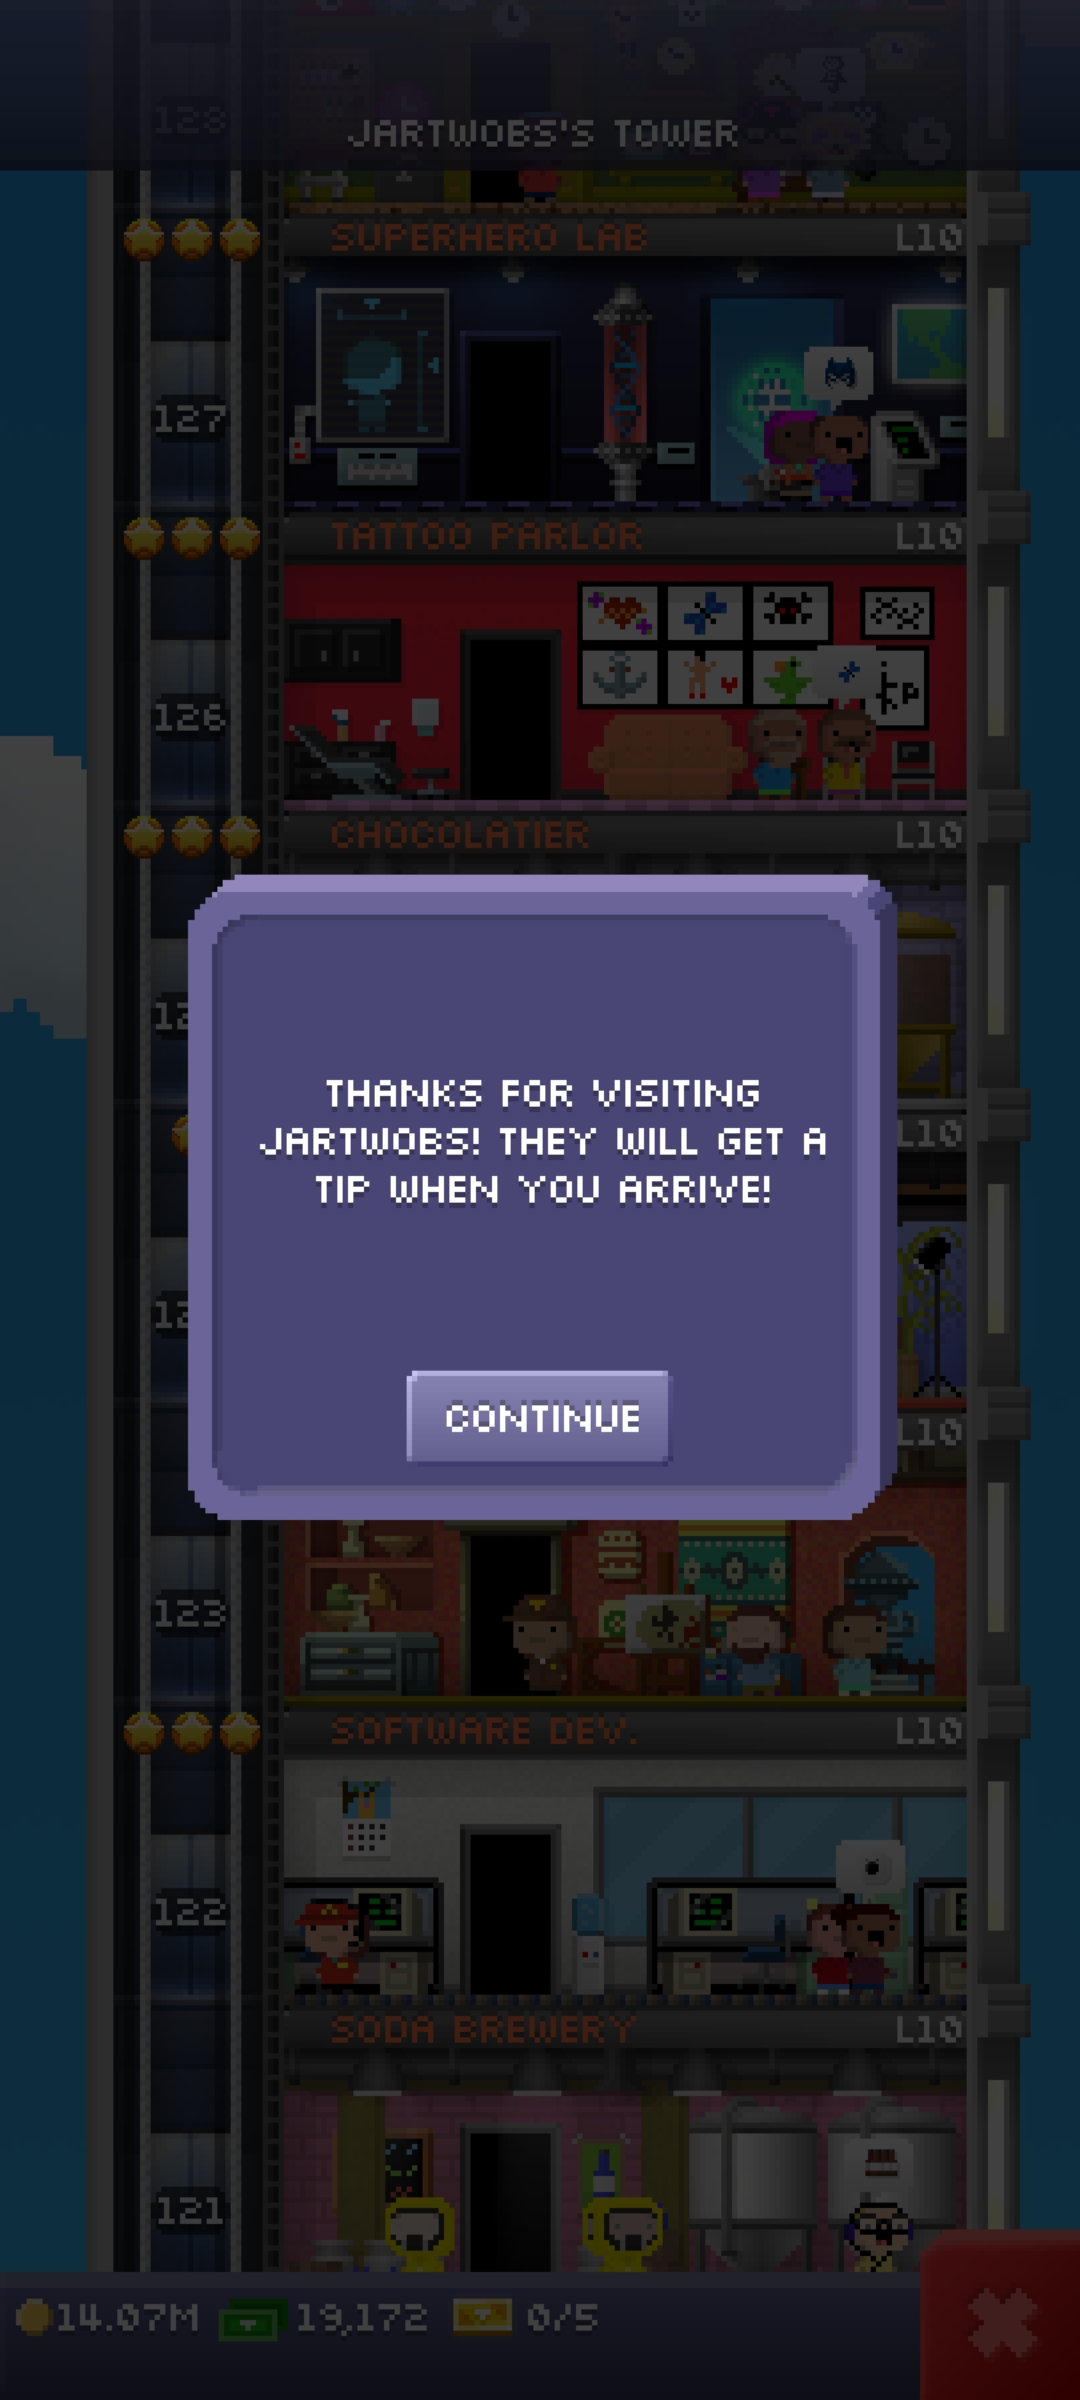 128
JARTWOBS'S TOWER
SUPERHERO LAB L10
127
TATTOO PARLOR L10
126
CHOCOLATIER L10
THANKS FOR VISITING
JARTWOBS! THEY WILL GET A
TIP WHEN YOU ARRIVE!
L10
CONTINUE
L10
123
SOFTWARE DEV. L10
122
SODA BREWERY L10
121
14.07M 19,172 0/5